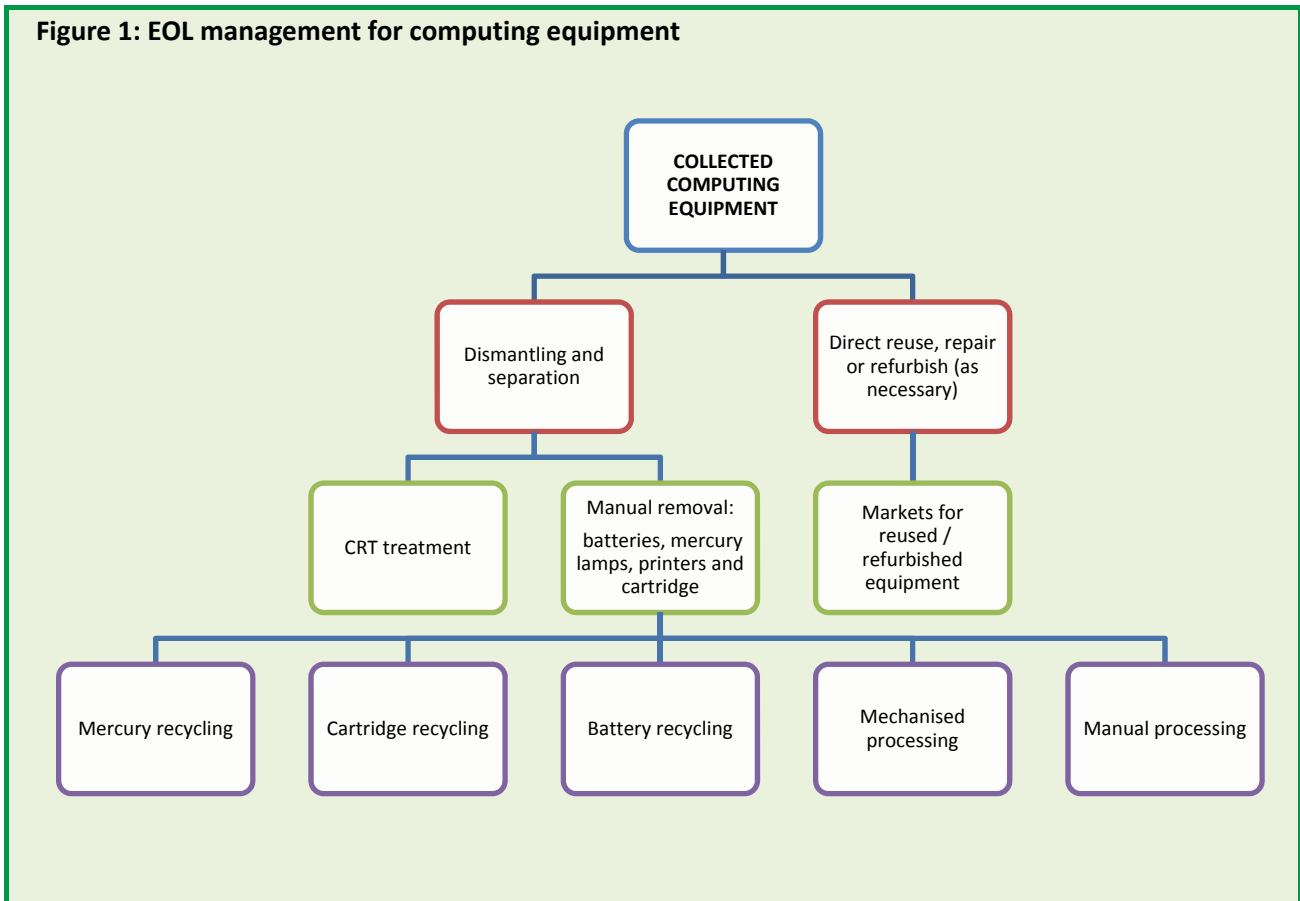 Figure 1: EOL management for computing equipment
COLLECTED
COMPUTING
EQUIPMENT
Dismantling and
separation
Direct reuse, repair
or refurbish (as
necessary)
CRT treatment
Manual removal:
batteries, mercury
lamps, printers and
cartridge
Markets for
reused /
refurbished
equipment
Mercury recycling
Cartridge recycling
Battery recycling
Mechanised
processing
Manual processing